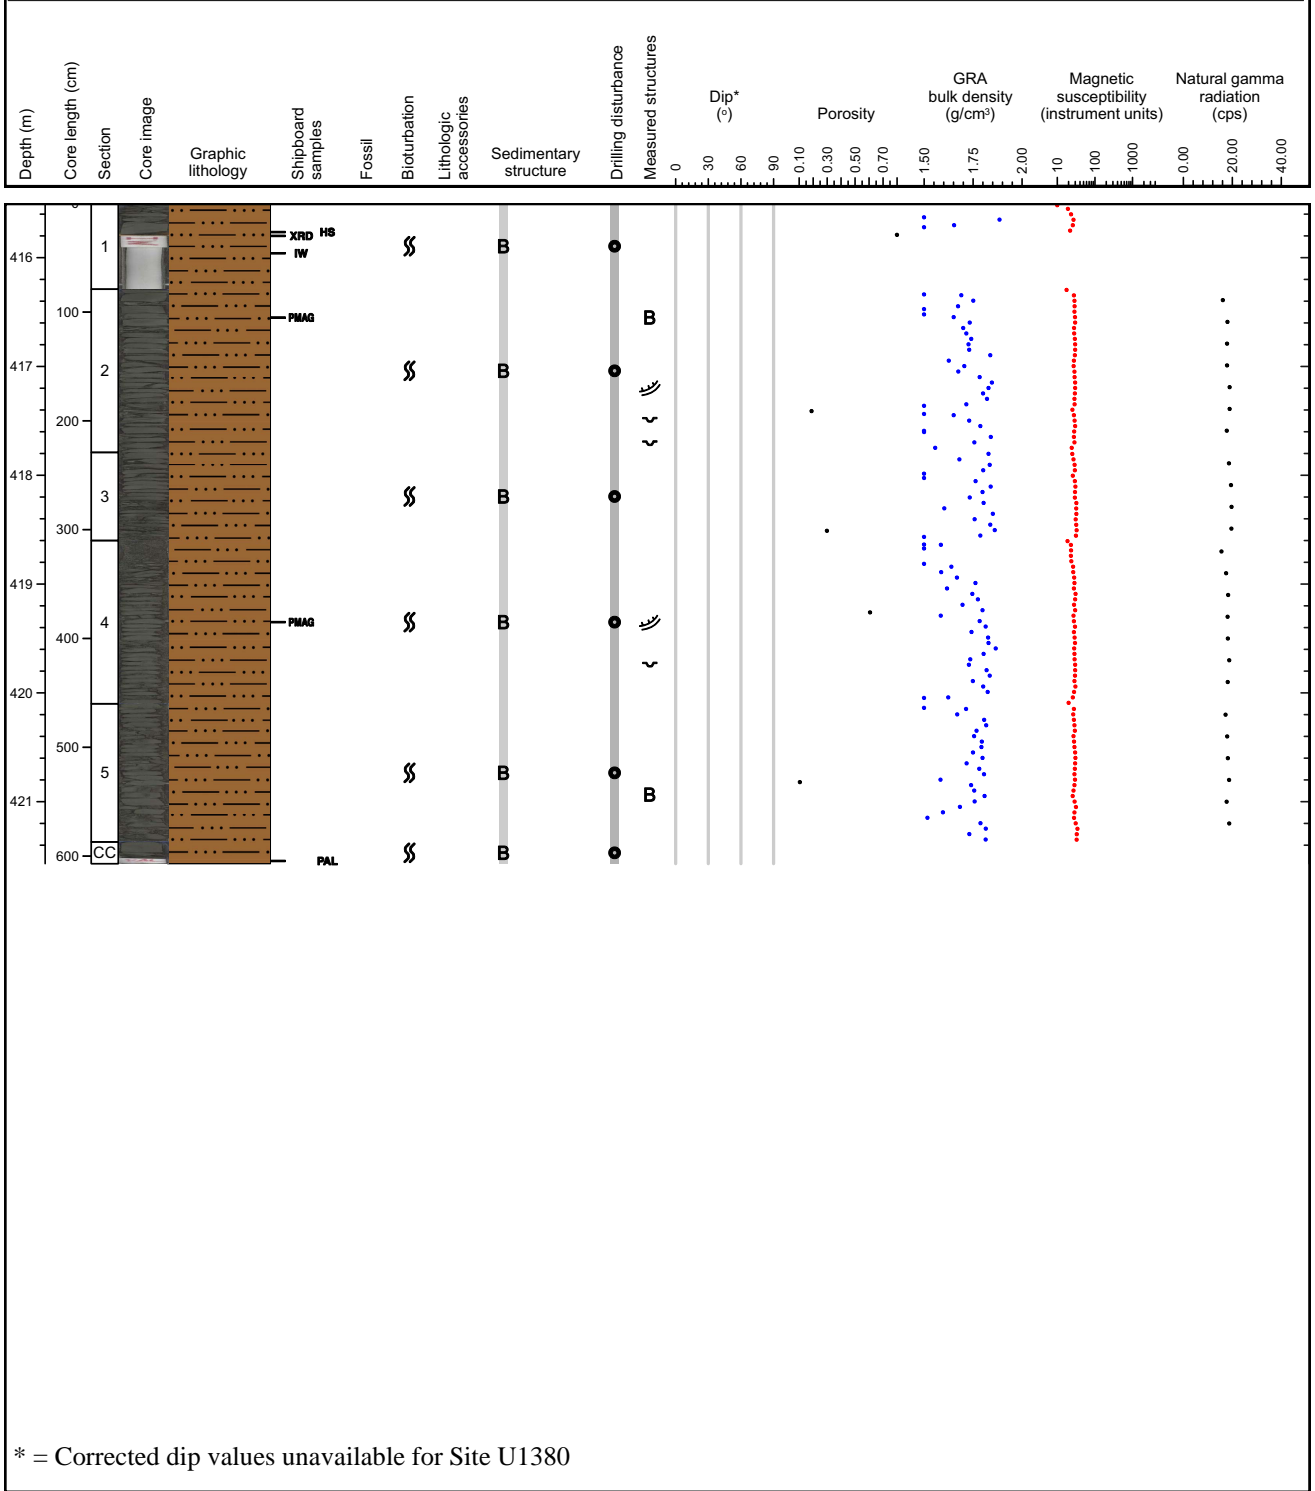 Depth (m)
Core length (cm)
Section
Core image
Graphic
lithology
Shipboard
samples
Fossil
Bioturbation
Lithologic
accessories
Sedimentary
structure
Drilling disturbance
Measured structures
Dip*
(o)
0 30 60 90
Porosity
0.10 0.30 0.50 0.70
GRA
bulk density
(g/cm³)
1.50 1.75 2.00
Magnetic
susceptibility
(instrument units)
10 100 1000
Natural gamma
radiation
(cps)
0.00 20.00 40.00
HS
XRD
1 B
IW
416
100 PMAG B
417
2 B
200
418
3 B
300
419
4 PMAG B
400
420
500
5 B
421 B
CC B
600 PAL
* = Corrected dip values unavailable for Site U1380